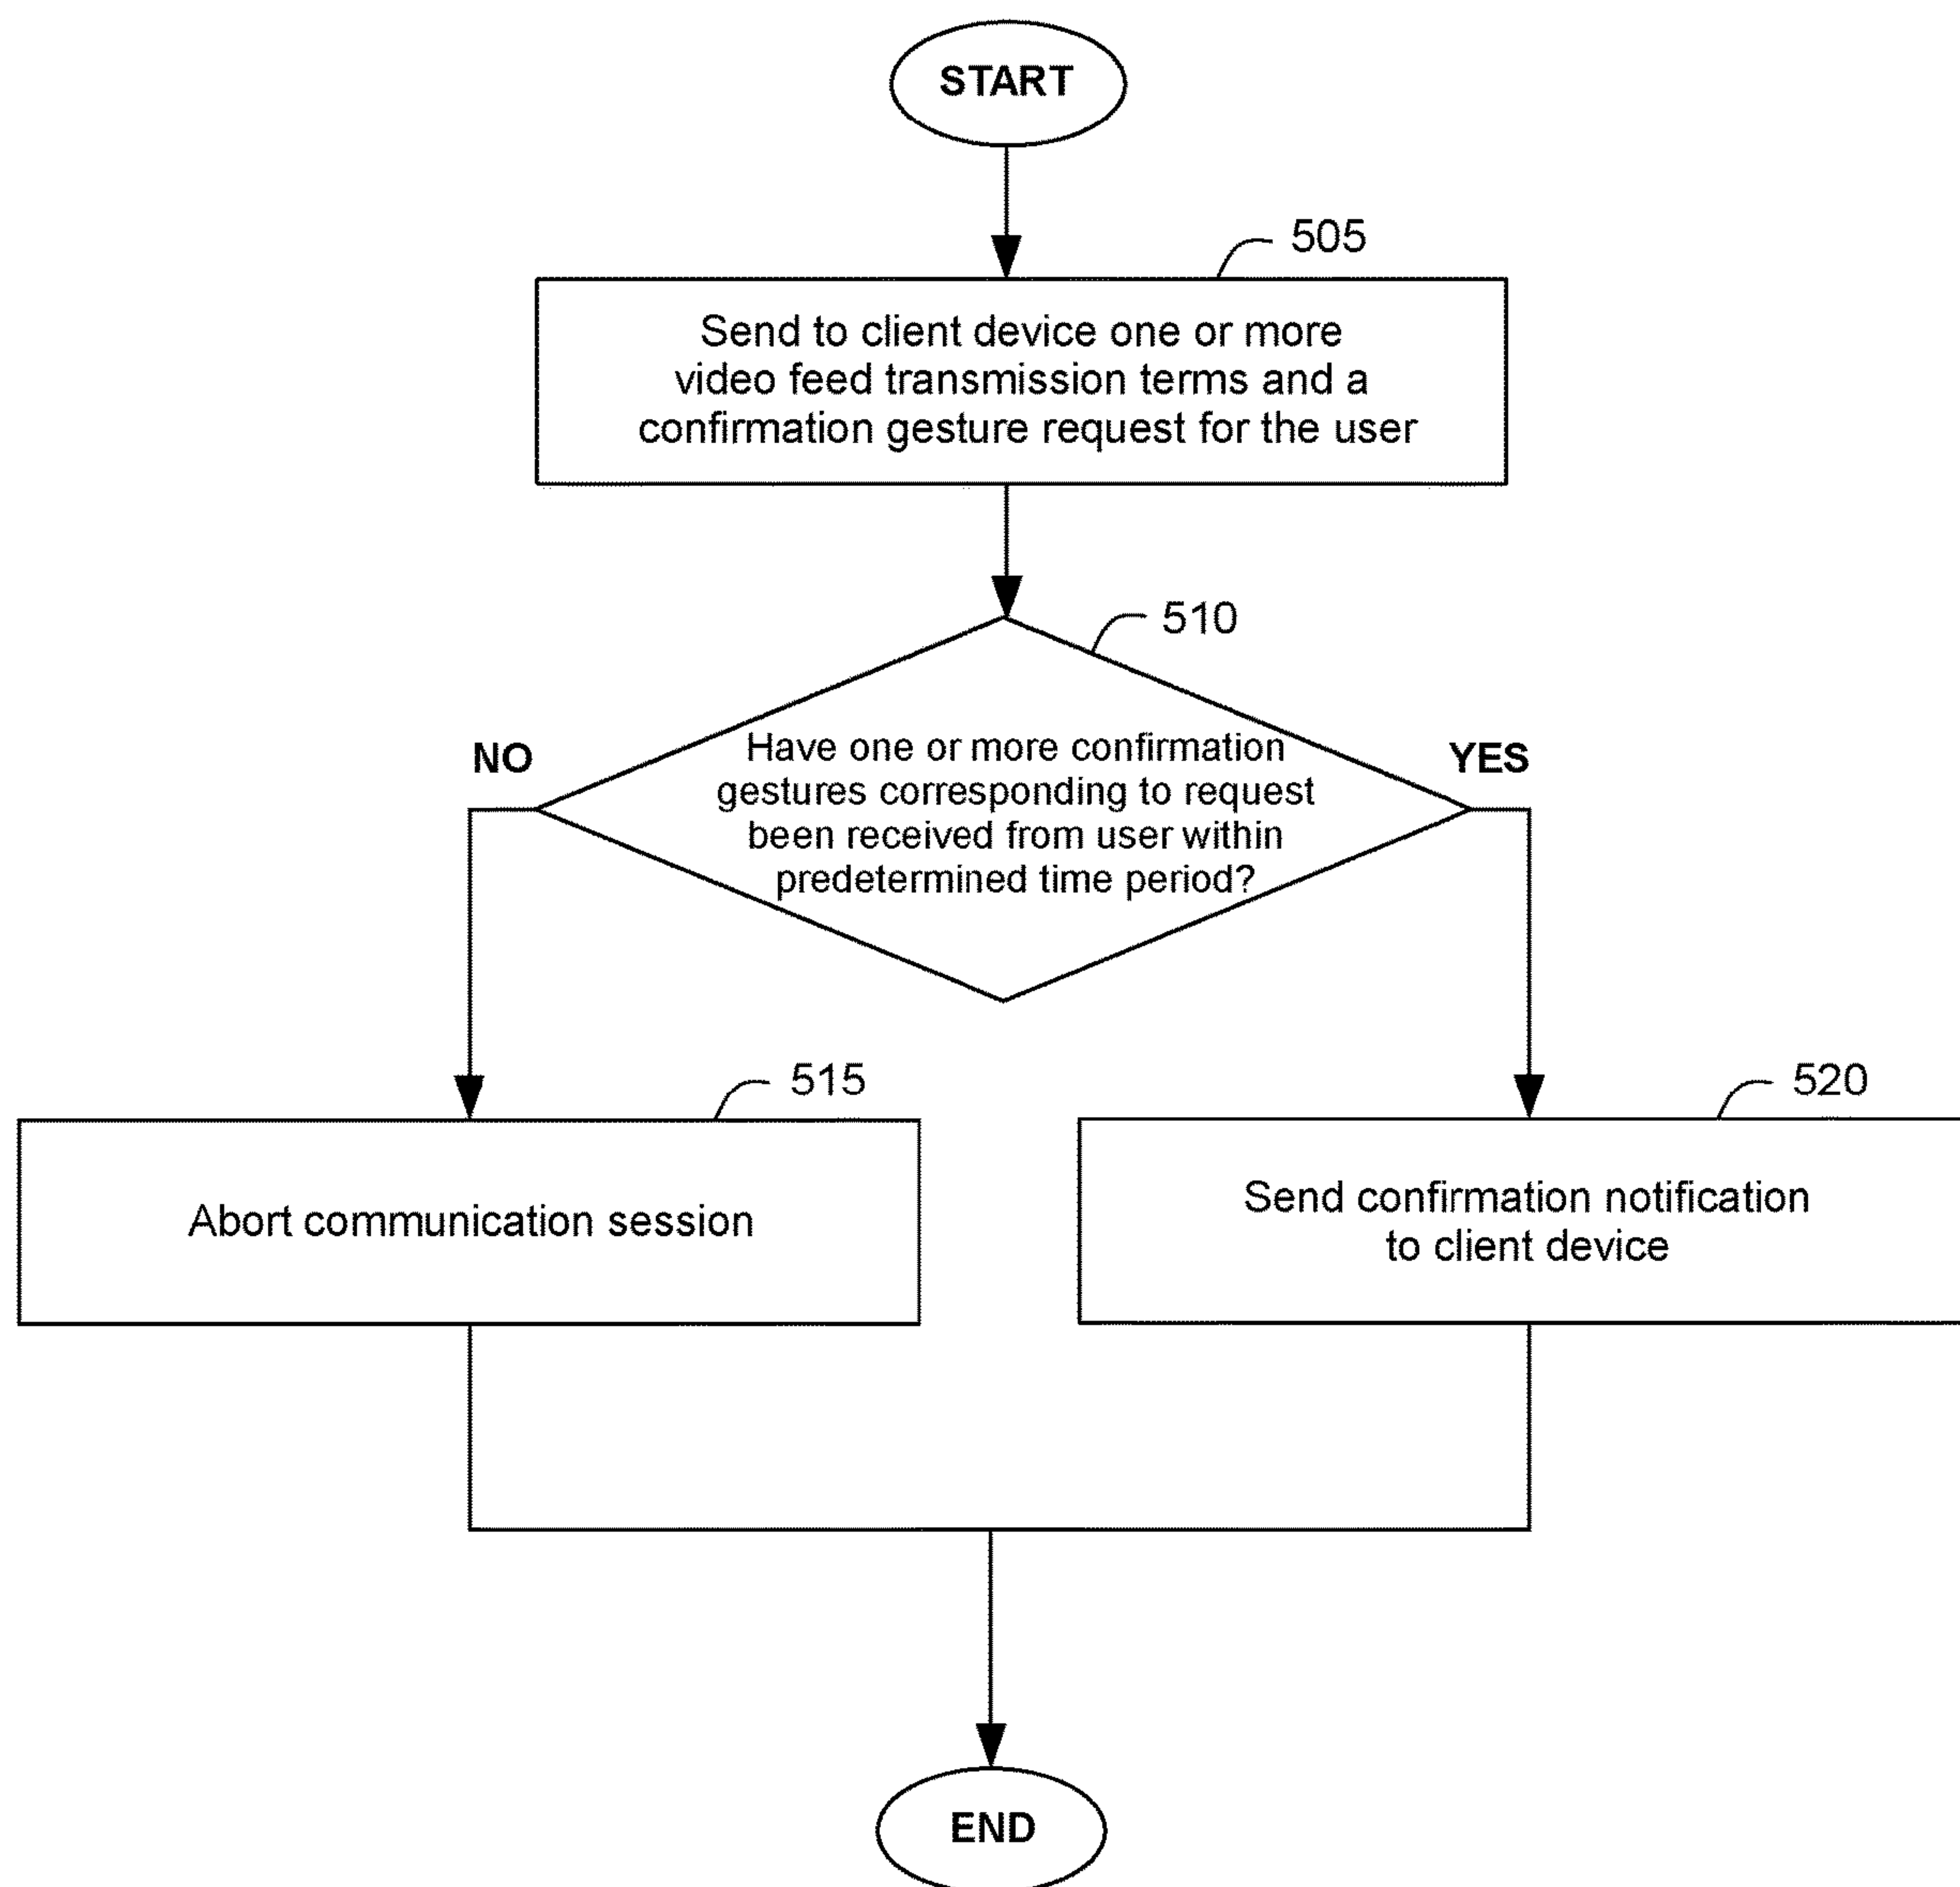 START
505
Send to client device one or more
video feed transmission terms and a
confirmation gesture request for the user
510
NO
YES
Have one or more confirmation
gestures corresponding to request
been received from user within
predetermined time period?
515
520
Abort communication session
Send confirmation notification
to client device
END